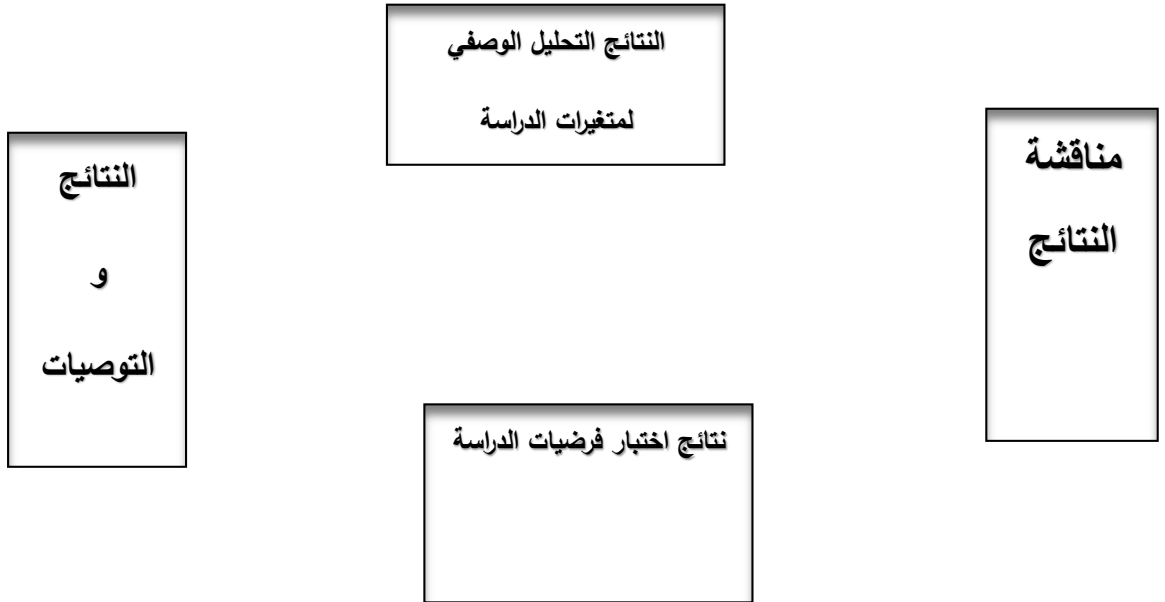 النتائج التحليل الوصفي
لمتغيرات الدراسة
مناقشة
النتائج
النتائج
و
التوصيات
نتائج اختبار فرضيات الدراسة